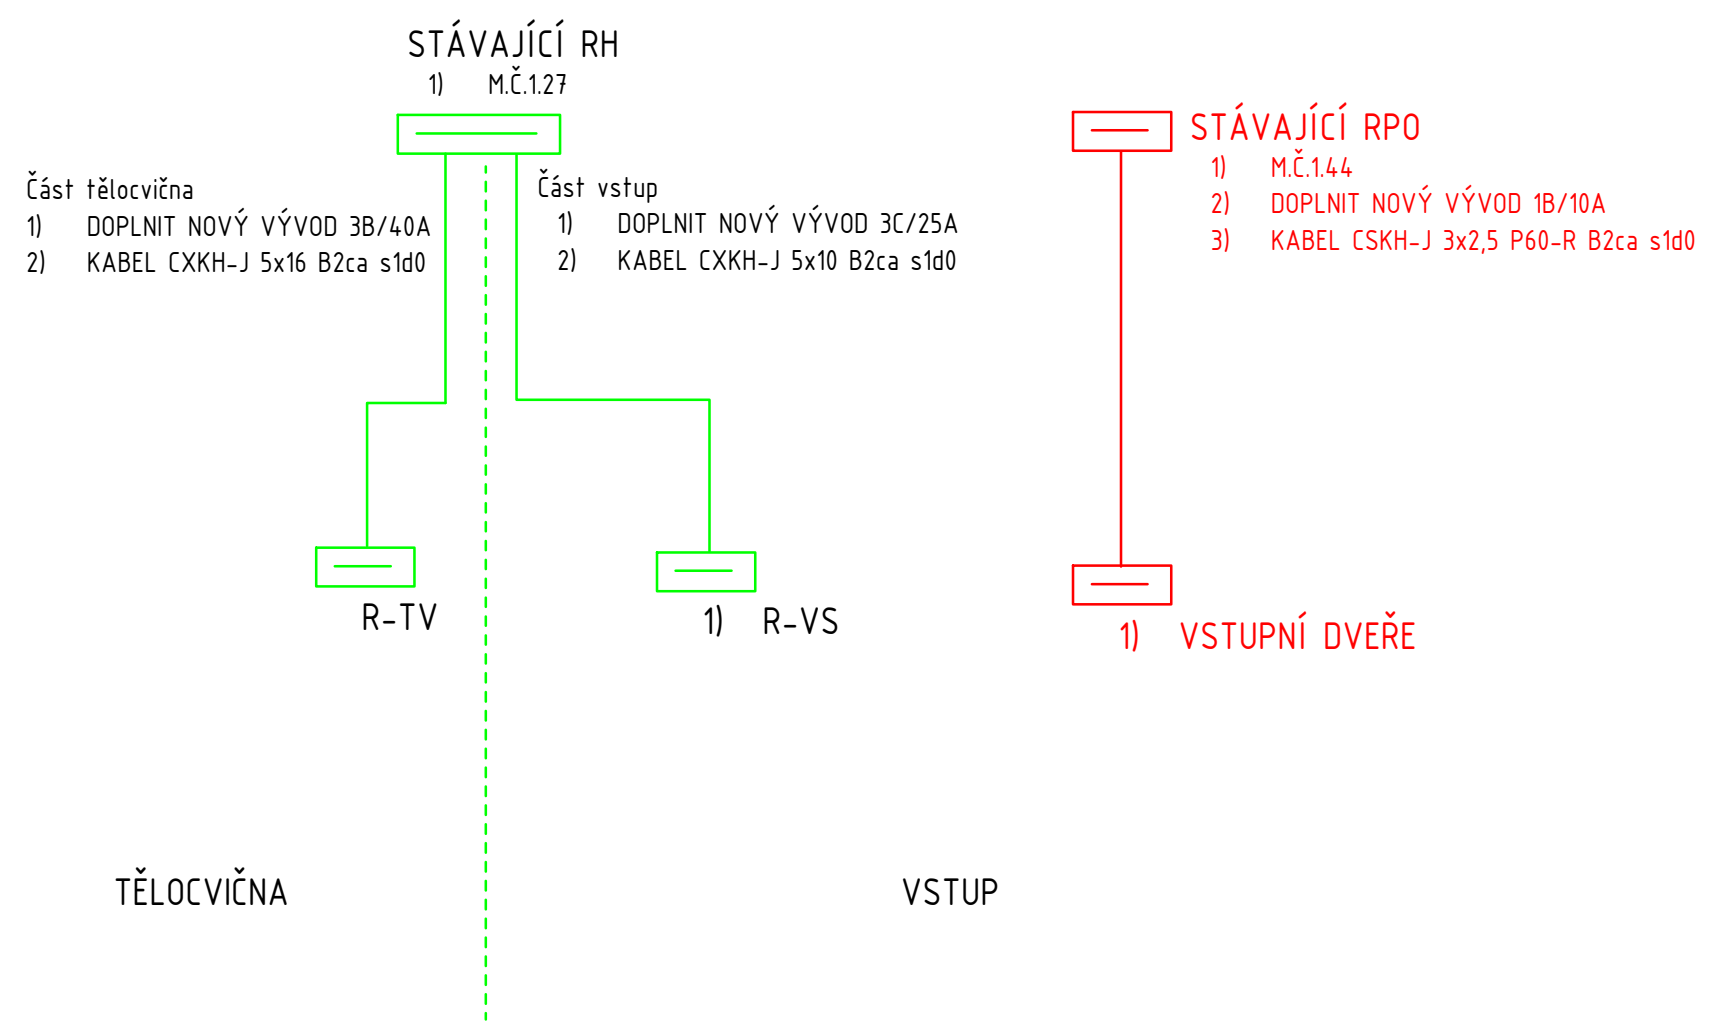 STÁVAJÍCÍ RH
1) M.Č.1.27
Část tělocvična
1) DOPLNIT NOVÝ VÝVOD 3B/40A
2) KABEL CXKH-J 5x16 B2ca s1d0
Část vstup
1) DOPLNIT NOVÝ VÝVOD 3C/25A
2) KABEL CXKH-J 5x10 B2ca s1d0
STÁVAJÍCÍ RPO
1) M.Č.1.44
2) DOPLNIT NOVÝ VÝVOD 1B/10A
3) KABEL CSKH-J 3x2,5 P60-R B2ca s1d0
R-TV
1) R-VS
1) VSTUPNÍ DVEŘE
TĚLOCVIČNA
VSTUP